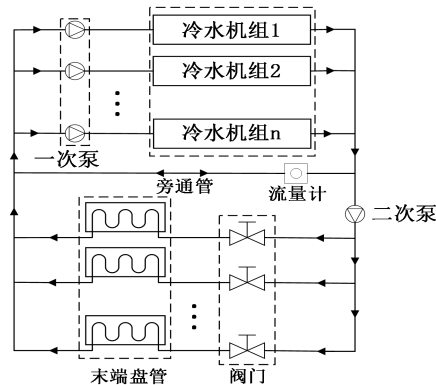 冷水机组1
冷水机组2
冷水机组n
一次泵
旁通管
流量计
二次泵
末端盘管
阀门